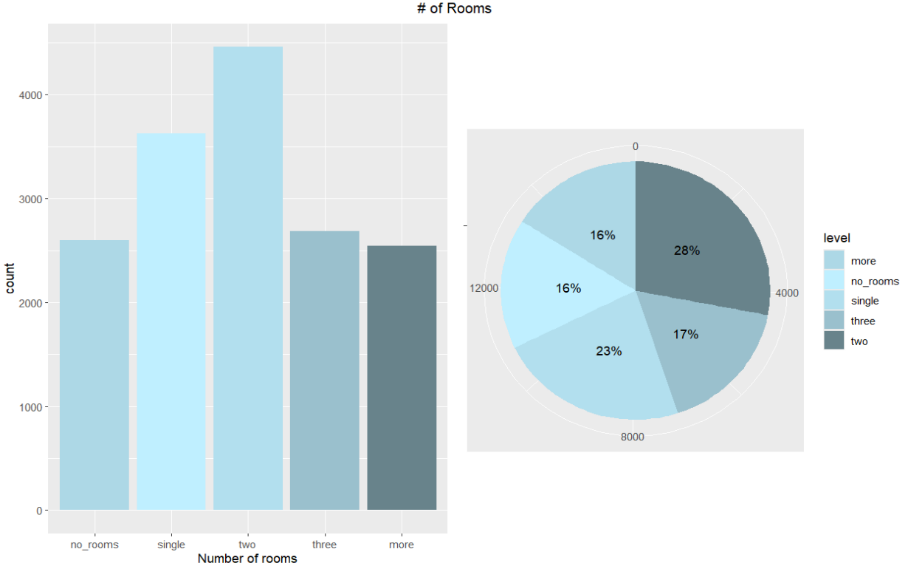 # of Rooms
count
4000
3000
2000
1000
0
no_rooms single two three more
Number of rooms
0
4000
8000
12000
16%
28%
16%
17%
23%
level
more
no_rooms
single
three
two